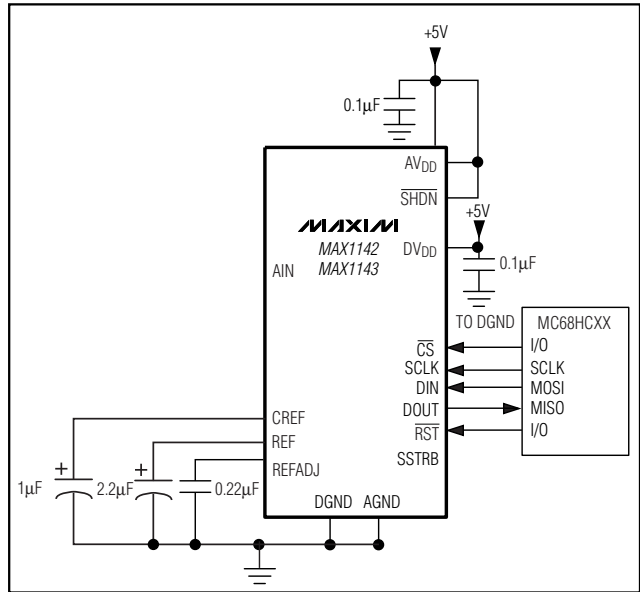 +5V
0.1µF
AVDD
SHDN
+5V
MAXIM
MAX1142
MAX1143
DVDD
AIN
0.1µF
TO DGND
MC68HCXX
CS
I/O
SCLK
SCLK
DIN
MOSI
DOUT
MISO
RST
I/O
SSTRB
CREF
REF
REFADJ
+
1µF
+
2.2µF
0.22µF
DGND
AGND